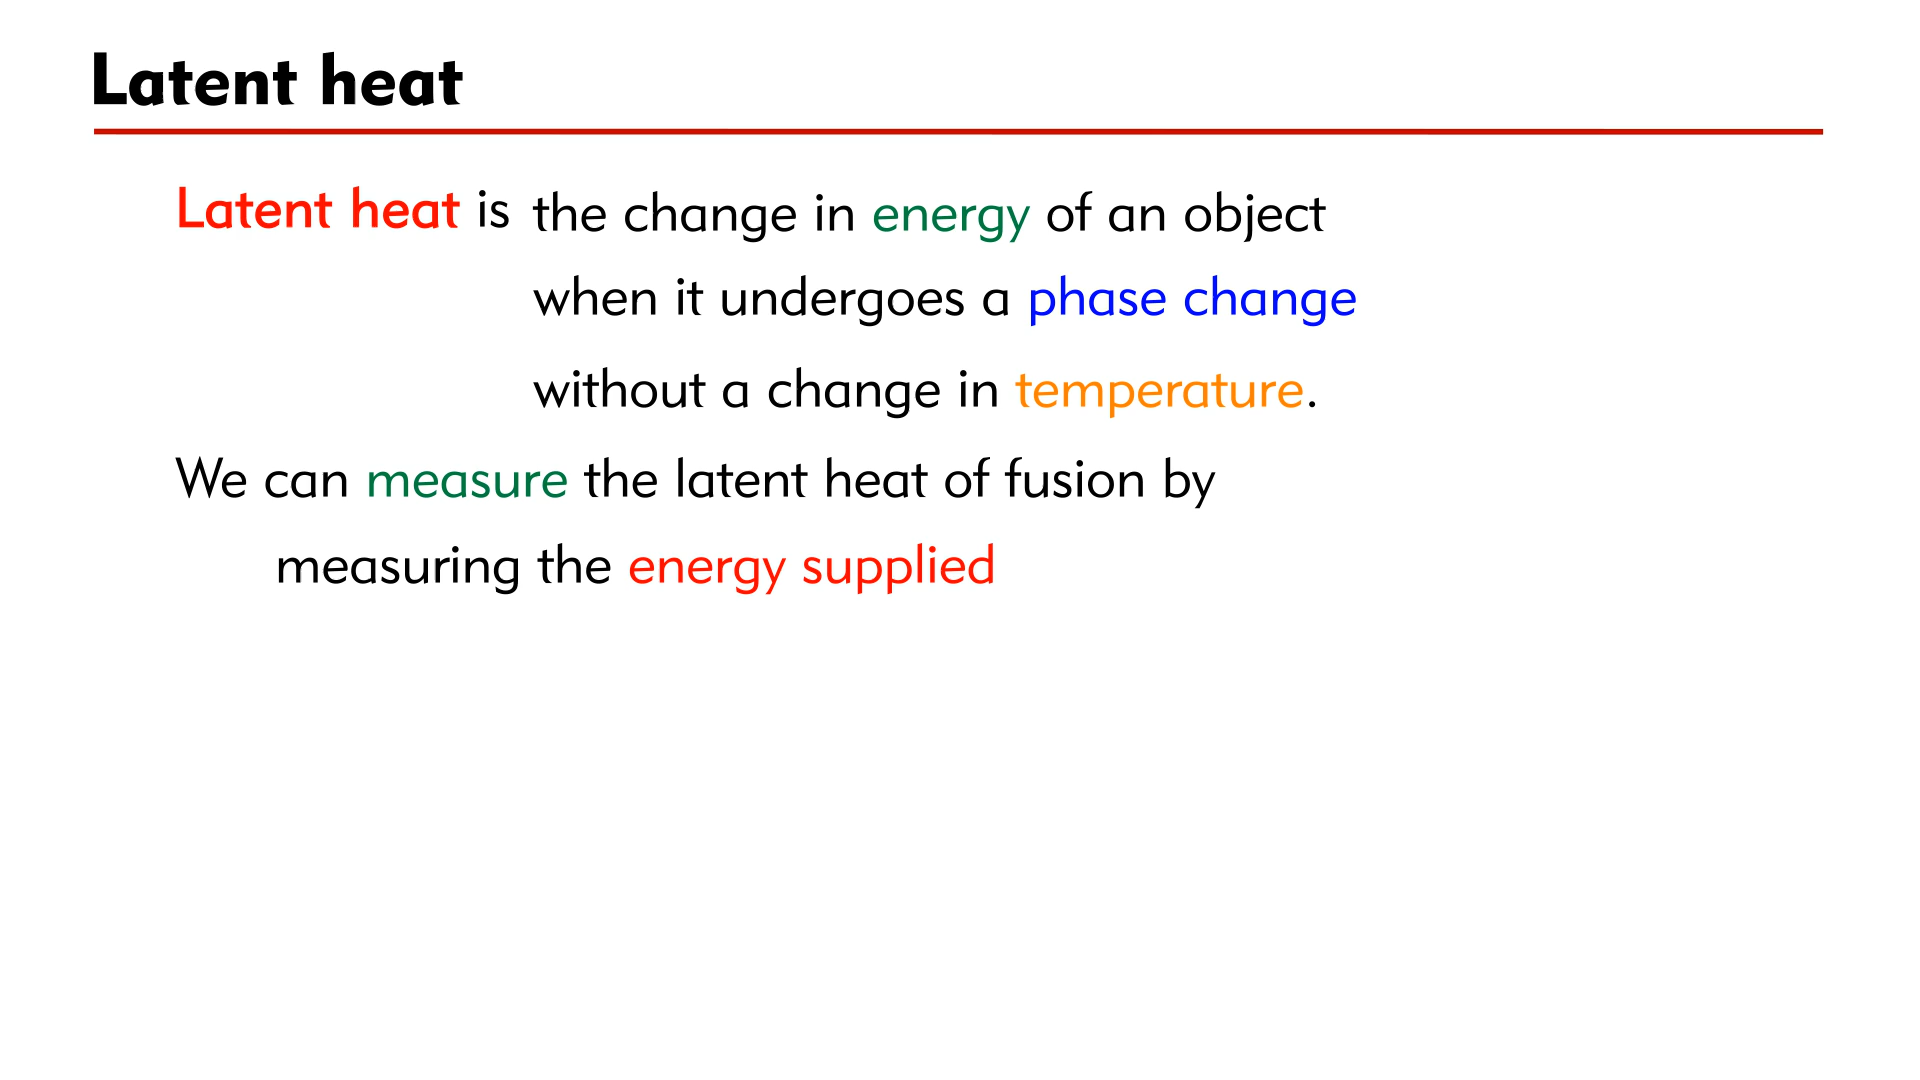 Latent heat
Latent heat is the change in energy of an object
when it undergoes a phase change
without a change in temperature.
We can measure the latent heat of fusion by
measuring the energy supplied